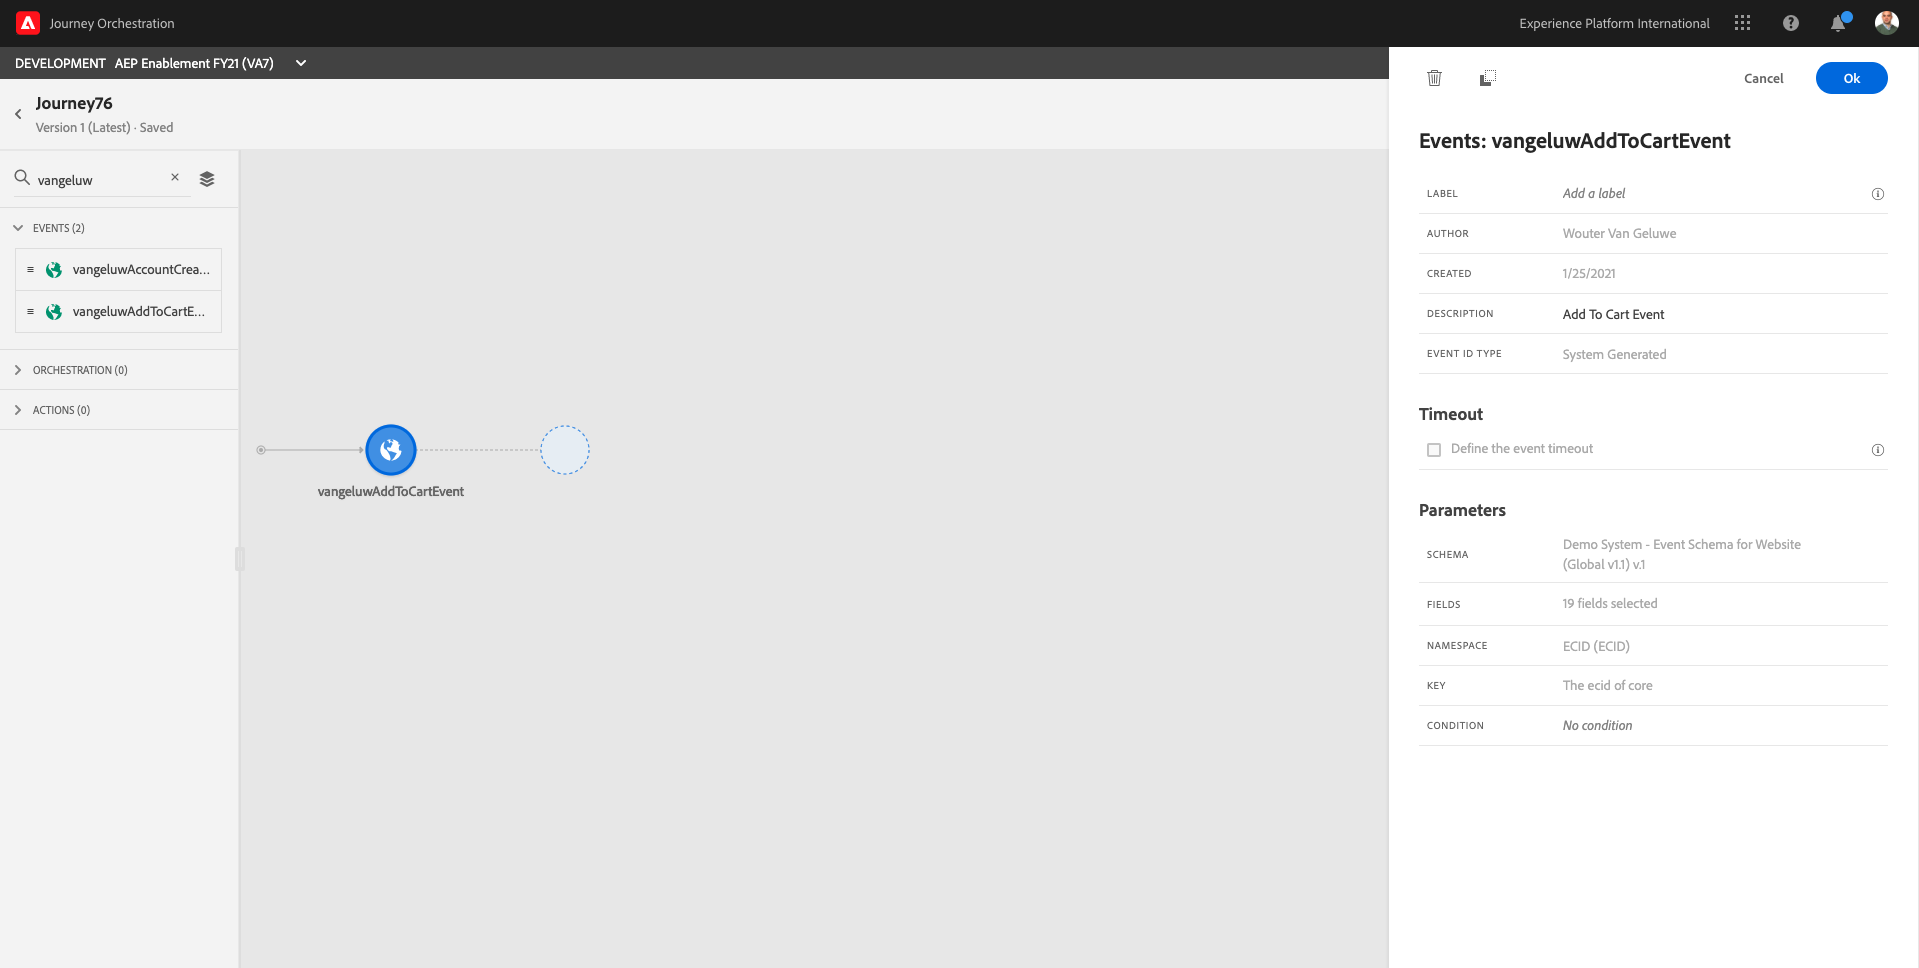 Journey Orchestration
Experience Platform International
DEVELOPMENT AEP Enablement FY21 (VA7)
Journey76
Version 1 (Latest) · Saved
vangeluw
EVENTS (2)
vangeluwAccountCrea...
vangeluwAddToCartE...
ORCHESTRATION (0)
ACTIONS (0)
vangeluwAddToCartEvent
Cancel
Ok
Events: vangeluwAddToCartEvent
LABEL Add a label
AUTHOR Wouter Van Geluwe
CREATED 1/25/2021
DESCRIPTION Add To Cart Event
EVENT ID TYPE System Generated
Timeout
Define the event timeout
Parameters
SCHEMA Demo System - Event Schema for Website
(Global v1.1) v.1
FIELDS 19 fields selected
NAMESPACE ECID (ECID)
KEY The ecid of core
CONDITION No condition